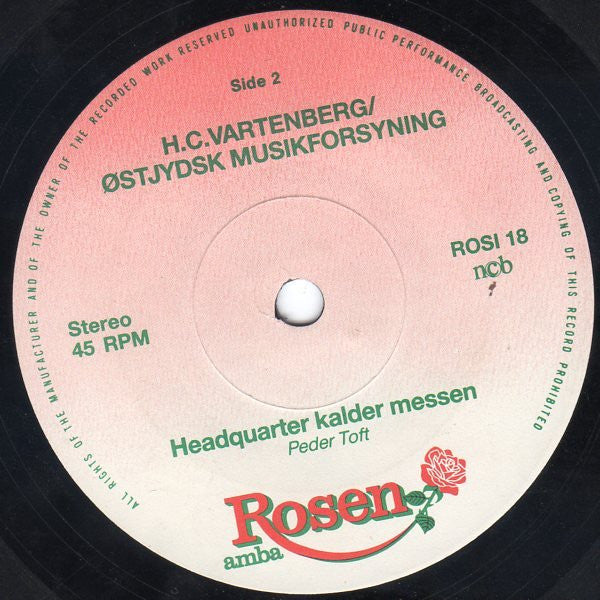 ALL RIGHTS OF THE MANUFACTURER AND OF THE OWNER OF THE RECORDED WORK RESERVED UNAUTHORIZED PUBLIC PERFORMANCE BROADCASTING AND COPYING OF THIS RECORD PROHIBITED
Side 2
H.C.VARTENBERG/
ØSTJYDSK MUSIKFORSYNING
ROSI 18
ncb
Stereo
45 RPM
Headquarter kalder messen
Peder Toft
Rosen
amba